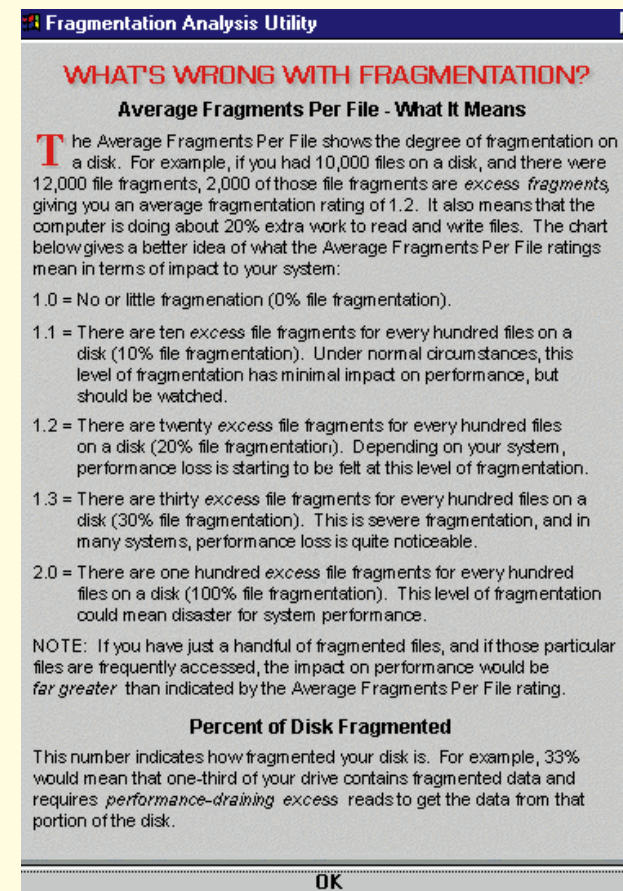 Fragmentation Analysis Utility
WHAT'S WRONG WITH FRAGMENTATION?
Average Fragments Per File - What It Means
The Average Fragments Per File shows the degree of fragmentation on
a disk. For example, if you had 10,000 files on a disk, and there were
12,000 file fragments, 2,000 of those file fragments are excess fragments,
giving you an average fragmentation rating of 1.2. It also means that the
computer is doing about 20% extra work to read and write files. The chart
below gives a better idea of what the Average Fragments Per File ratings
mean in terms of impact to your system:
1.0 = No or little fragmenation (0% file fragmentation).
1.1 = There are ten excess file fragments for every hundred files on a
disk (10% file fragmentation). Under normal circumstances, this
level of fragmentation has minimal impact on performance, but
should be watched.
1.2 = There are twenty excess file fragments for every hundred files
on a disk (20% file fragmentation). Depending on your system,
performance loss is starting to be felt at this level of fragmentation.
1.3 = There are thirty excess file fragments for every hundred files on a
disk (30% file fragmentation). This is severe fragmentation, and in
many systems, performance loss is quite noticeable.
2.0 = There are one hundred excess file fragments for every hundred
files on a disk (100% file fragmentation). This level of fragmentation
could mean disaster for system performance.
NOTE: If you have just a handful of fragmented files, and if those particular
files are frequently accessed, the impact on performance would be
far greater than indicated by the Average Fragments Per File rating.
Percent of Disk Fragmented
This number indicates how fragmented your disk is. For example, 33%
would mean that one-third of your drive contains fragmented data and
requires performance-draining excess reads to get the data from that
portion of the disk.
OK